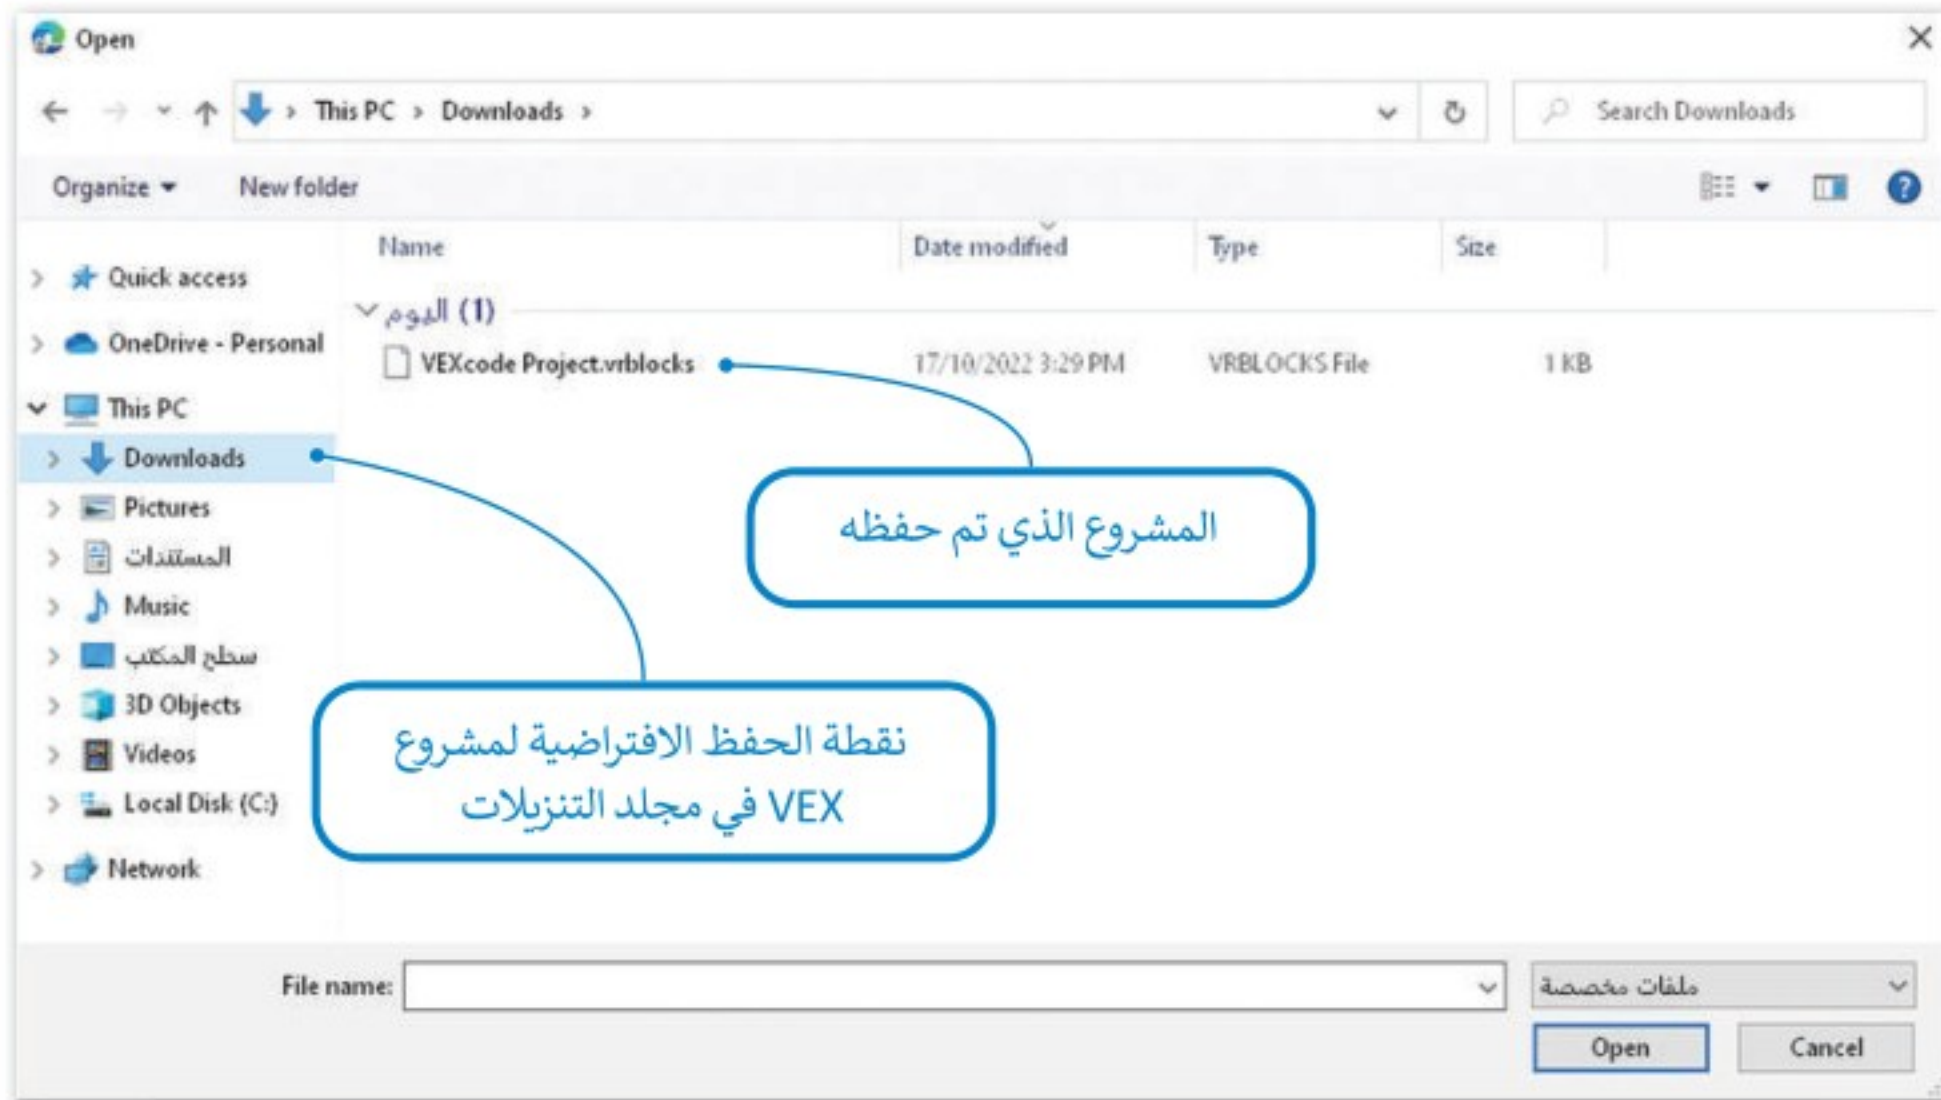 Open
This PC > Downloads >
Search Downloads
Organize
New folder
Name
Date modified
Type
Size
Quick access
OneDrive - Personal
This PC
Downloads
Pictures
المستندات
Music
سطح المكتب
3D Objects
Videos
Local Disk (C:)
Network
اليوم (1)
VEXcode Project.vrblocks
17/10/2022 3:29 PM
VRBLOCKS File
1 KB
المشروع الذي تم حفظه
نقطة الحفظ الافتراضية لمشروع
VEX في مجلد التنزيلات
File name:
ملفات مخصصة
Open
Cancel